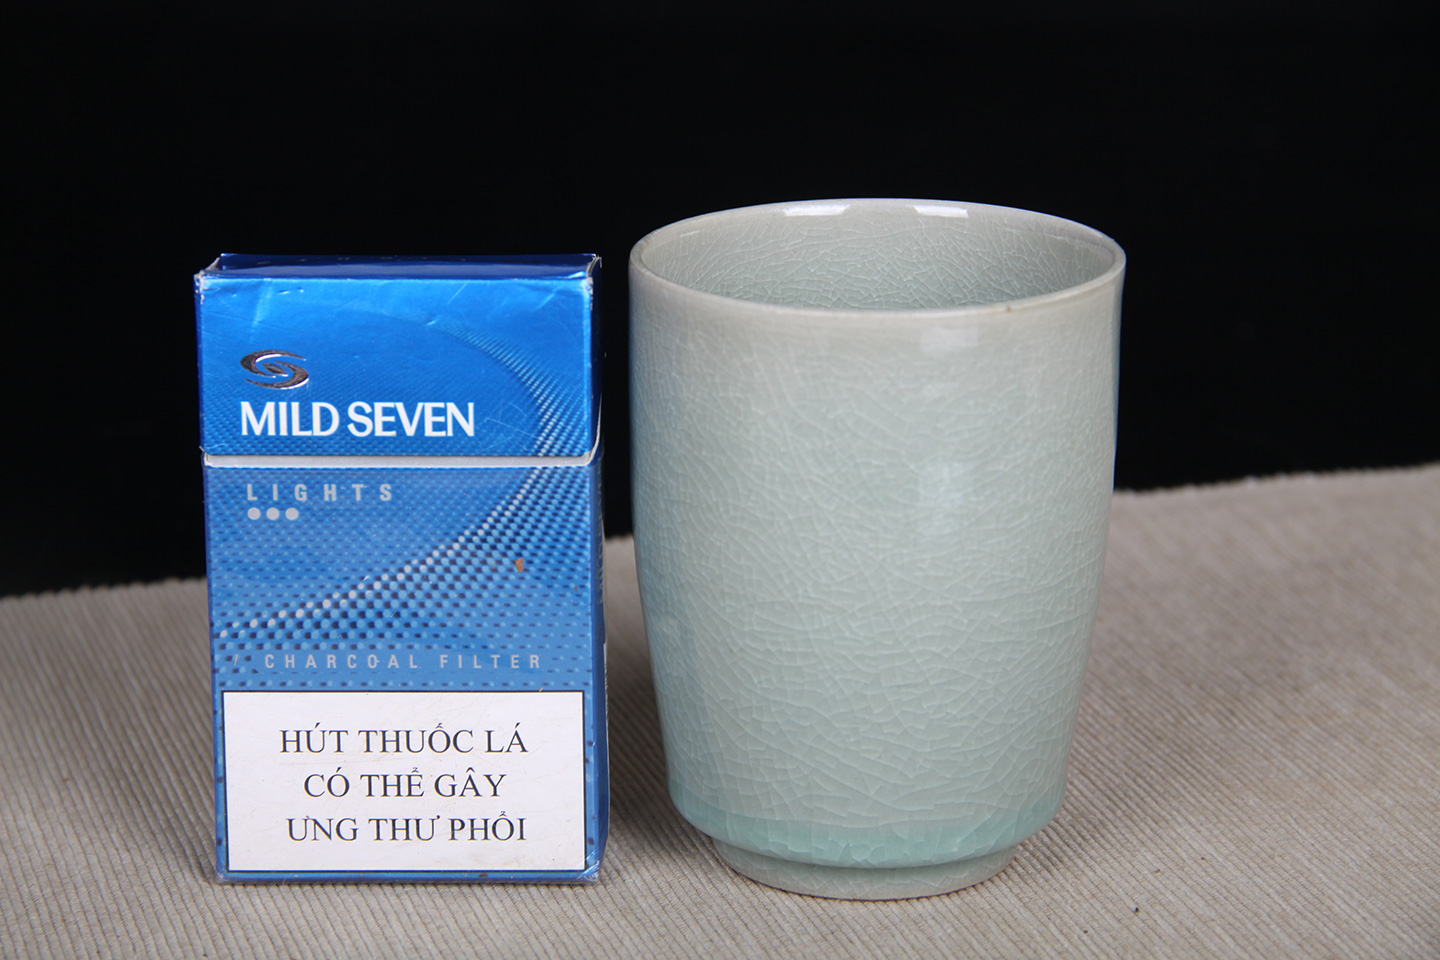 MILD SEVEN
LIGHTS
CHARCOAL FILTER
HÚT THUỐC LÁ
CÓ THỂ GÂY
UNG THƯ PHỔI